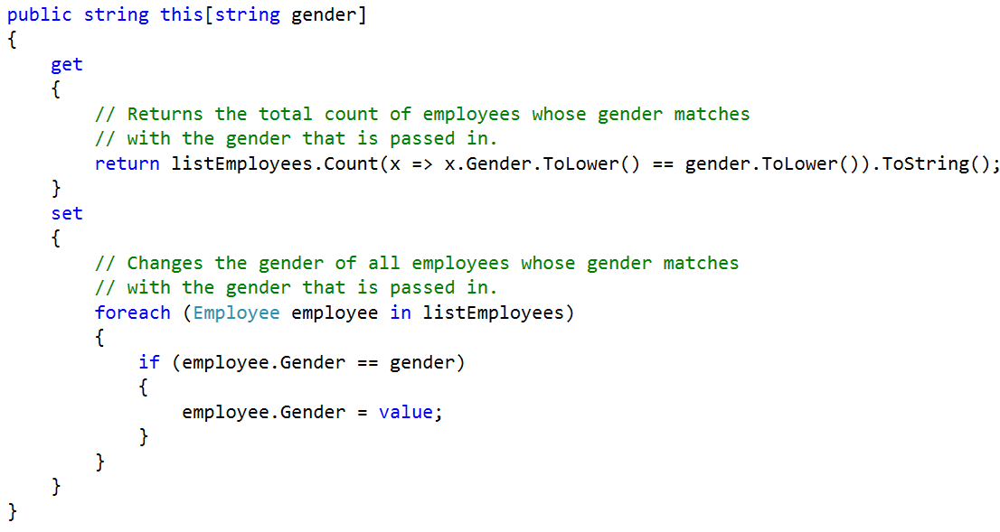 public string this[string gender]
{
    get
    {
        // Returns the total count of employees whose gender matches
        // with the gender that is passed in.
        return listEmployees.Count(x => x.Gender.ToLower() == gender.ToLower()).ToString();
    }
    set
    {
        // Changes the gender of all employees whose gender matches
        // with the gender that is passed in.
        foreach (Employee employee in listEmployees)
        {
            if (employee.Gender == gender)
            {
                employee.Gender = value;
            }
        }
    }
}